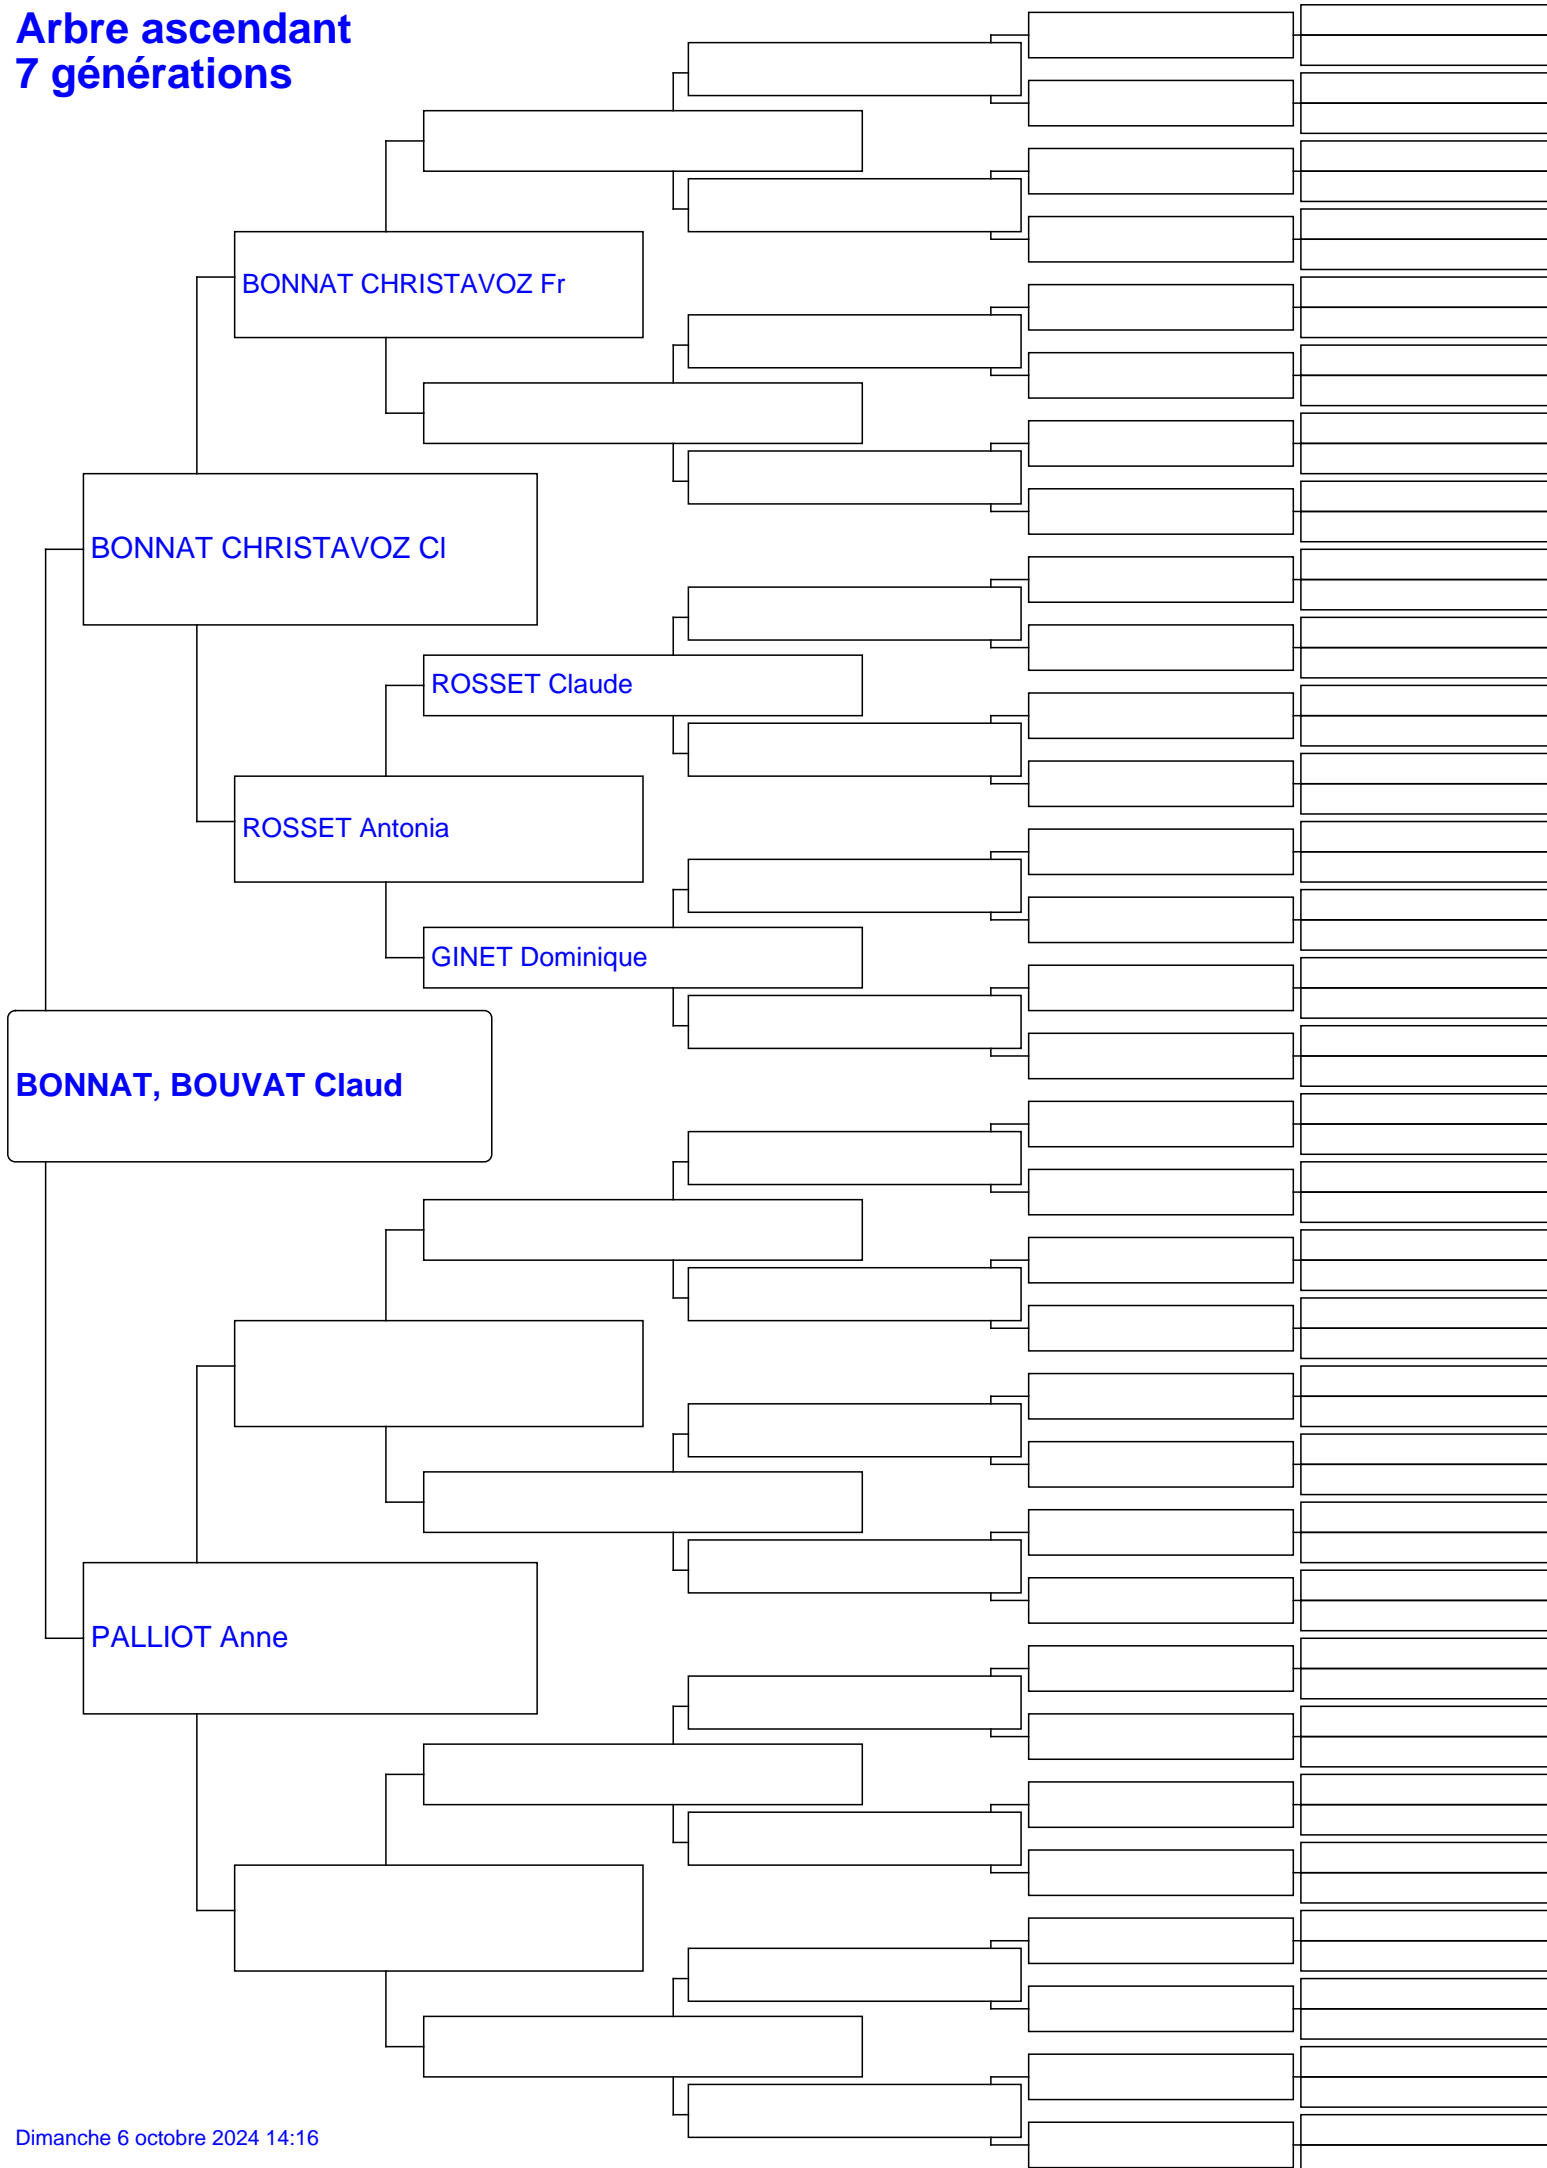 Arbre ascendant
7 générations
BONNAT CHRISTAVOZ Fr
BONNAT CHRISTAVOZ Cl
ROSSET Claude
ROSSET Antonia
GINET Dominique
BONNAT, BOUVAT Claud
PALLIOT Anne
Dimanche 6 octobre 2024 14:16